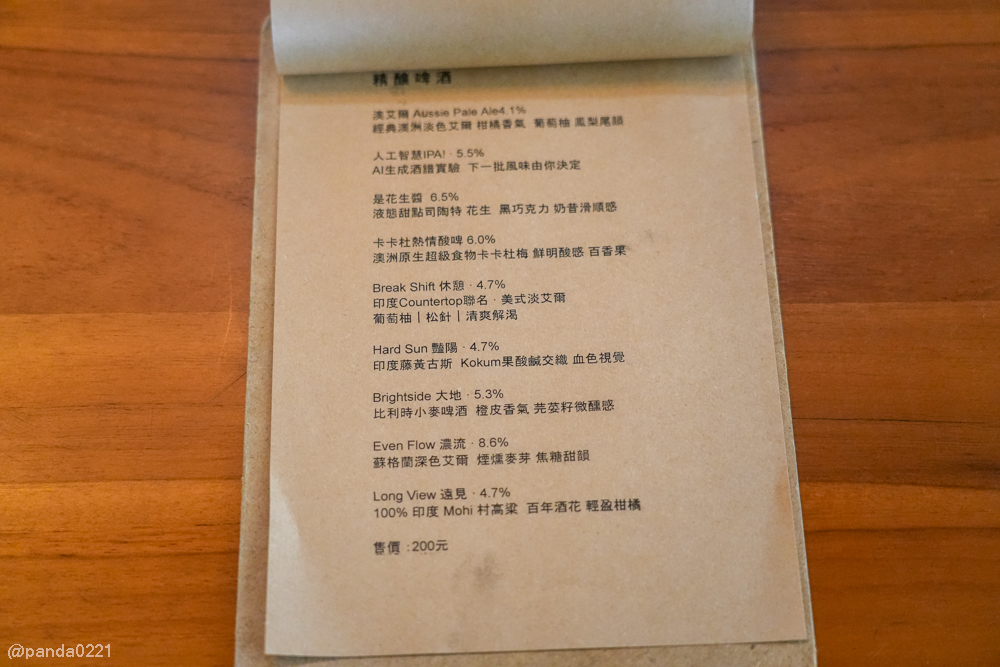 精釀啤酒
澳艾爾 Aussie Pale Ale4.1%
經典澳洲淡色艾爾 柑橘香氣 葡萄柚 鳳梨尾韻
人工智慧IPA! · 5.5%
AI生成酒譜實驗 下一批風味由你決定
是花生醬 6.5%
液態甜點司陶特 花生 黑巧克力 奶昔滑順感
卡卡杜熱情酸啤 6.0%
澳洲原生超級食物卡卡杜梅 鮮明酸感 百香果
Break Shift 休憩 · 4.7%
印度Countertop聯名 · 美式淡艾爾
葡萄柚｜松針｜清爽解渴
Hard Sun 豔陽 · 4.7%
印度藤黃古斯 Kokum果酸鹹交織 血色視覺
Brightside 大地 · 5.3%
比利時小麥啤酒 橙皮香氣 芫荽籽微醺感
Even Flow 濃流 · 8.6%
蘇格蘭深色艾爾 煙燻麥芽 焦糖甜韻
Long View 遠見 · 4.7%
100% 印度 Mohi 村高粱 百年酒花 輕盈柑橘
售價：200元
@panda0221